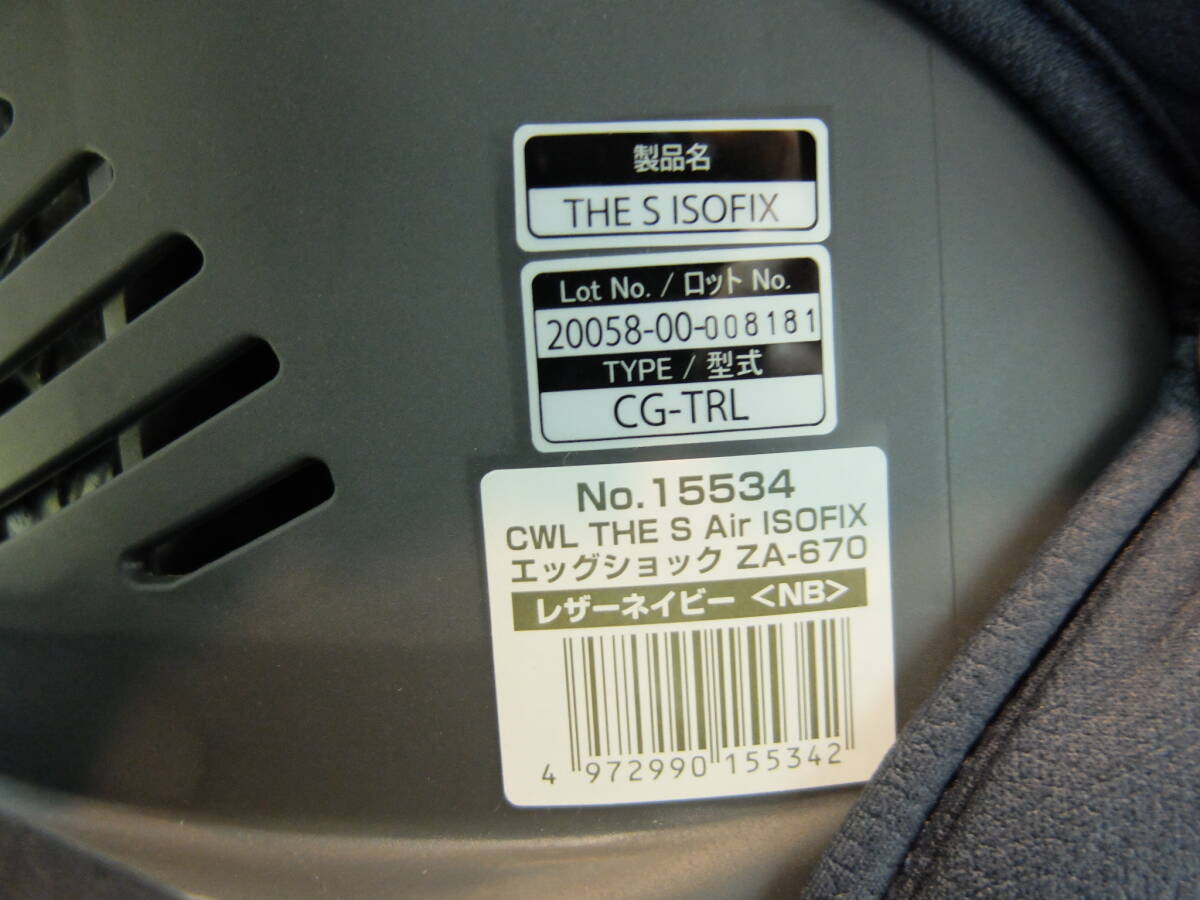 製品名
THE S ISOFIX
Lot No. / ロット No.
20058-00-008181
TYPE / 型式
CG-TRL
No.15534
CWL THE S Air ISOFIX
エッグショック ZA-670
レザーネイビー <NB>
4 972990 155342